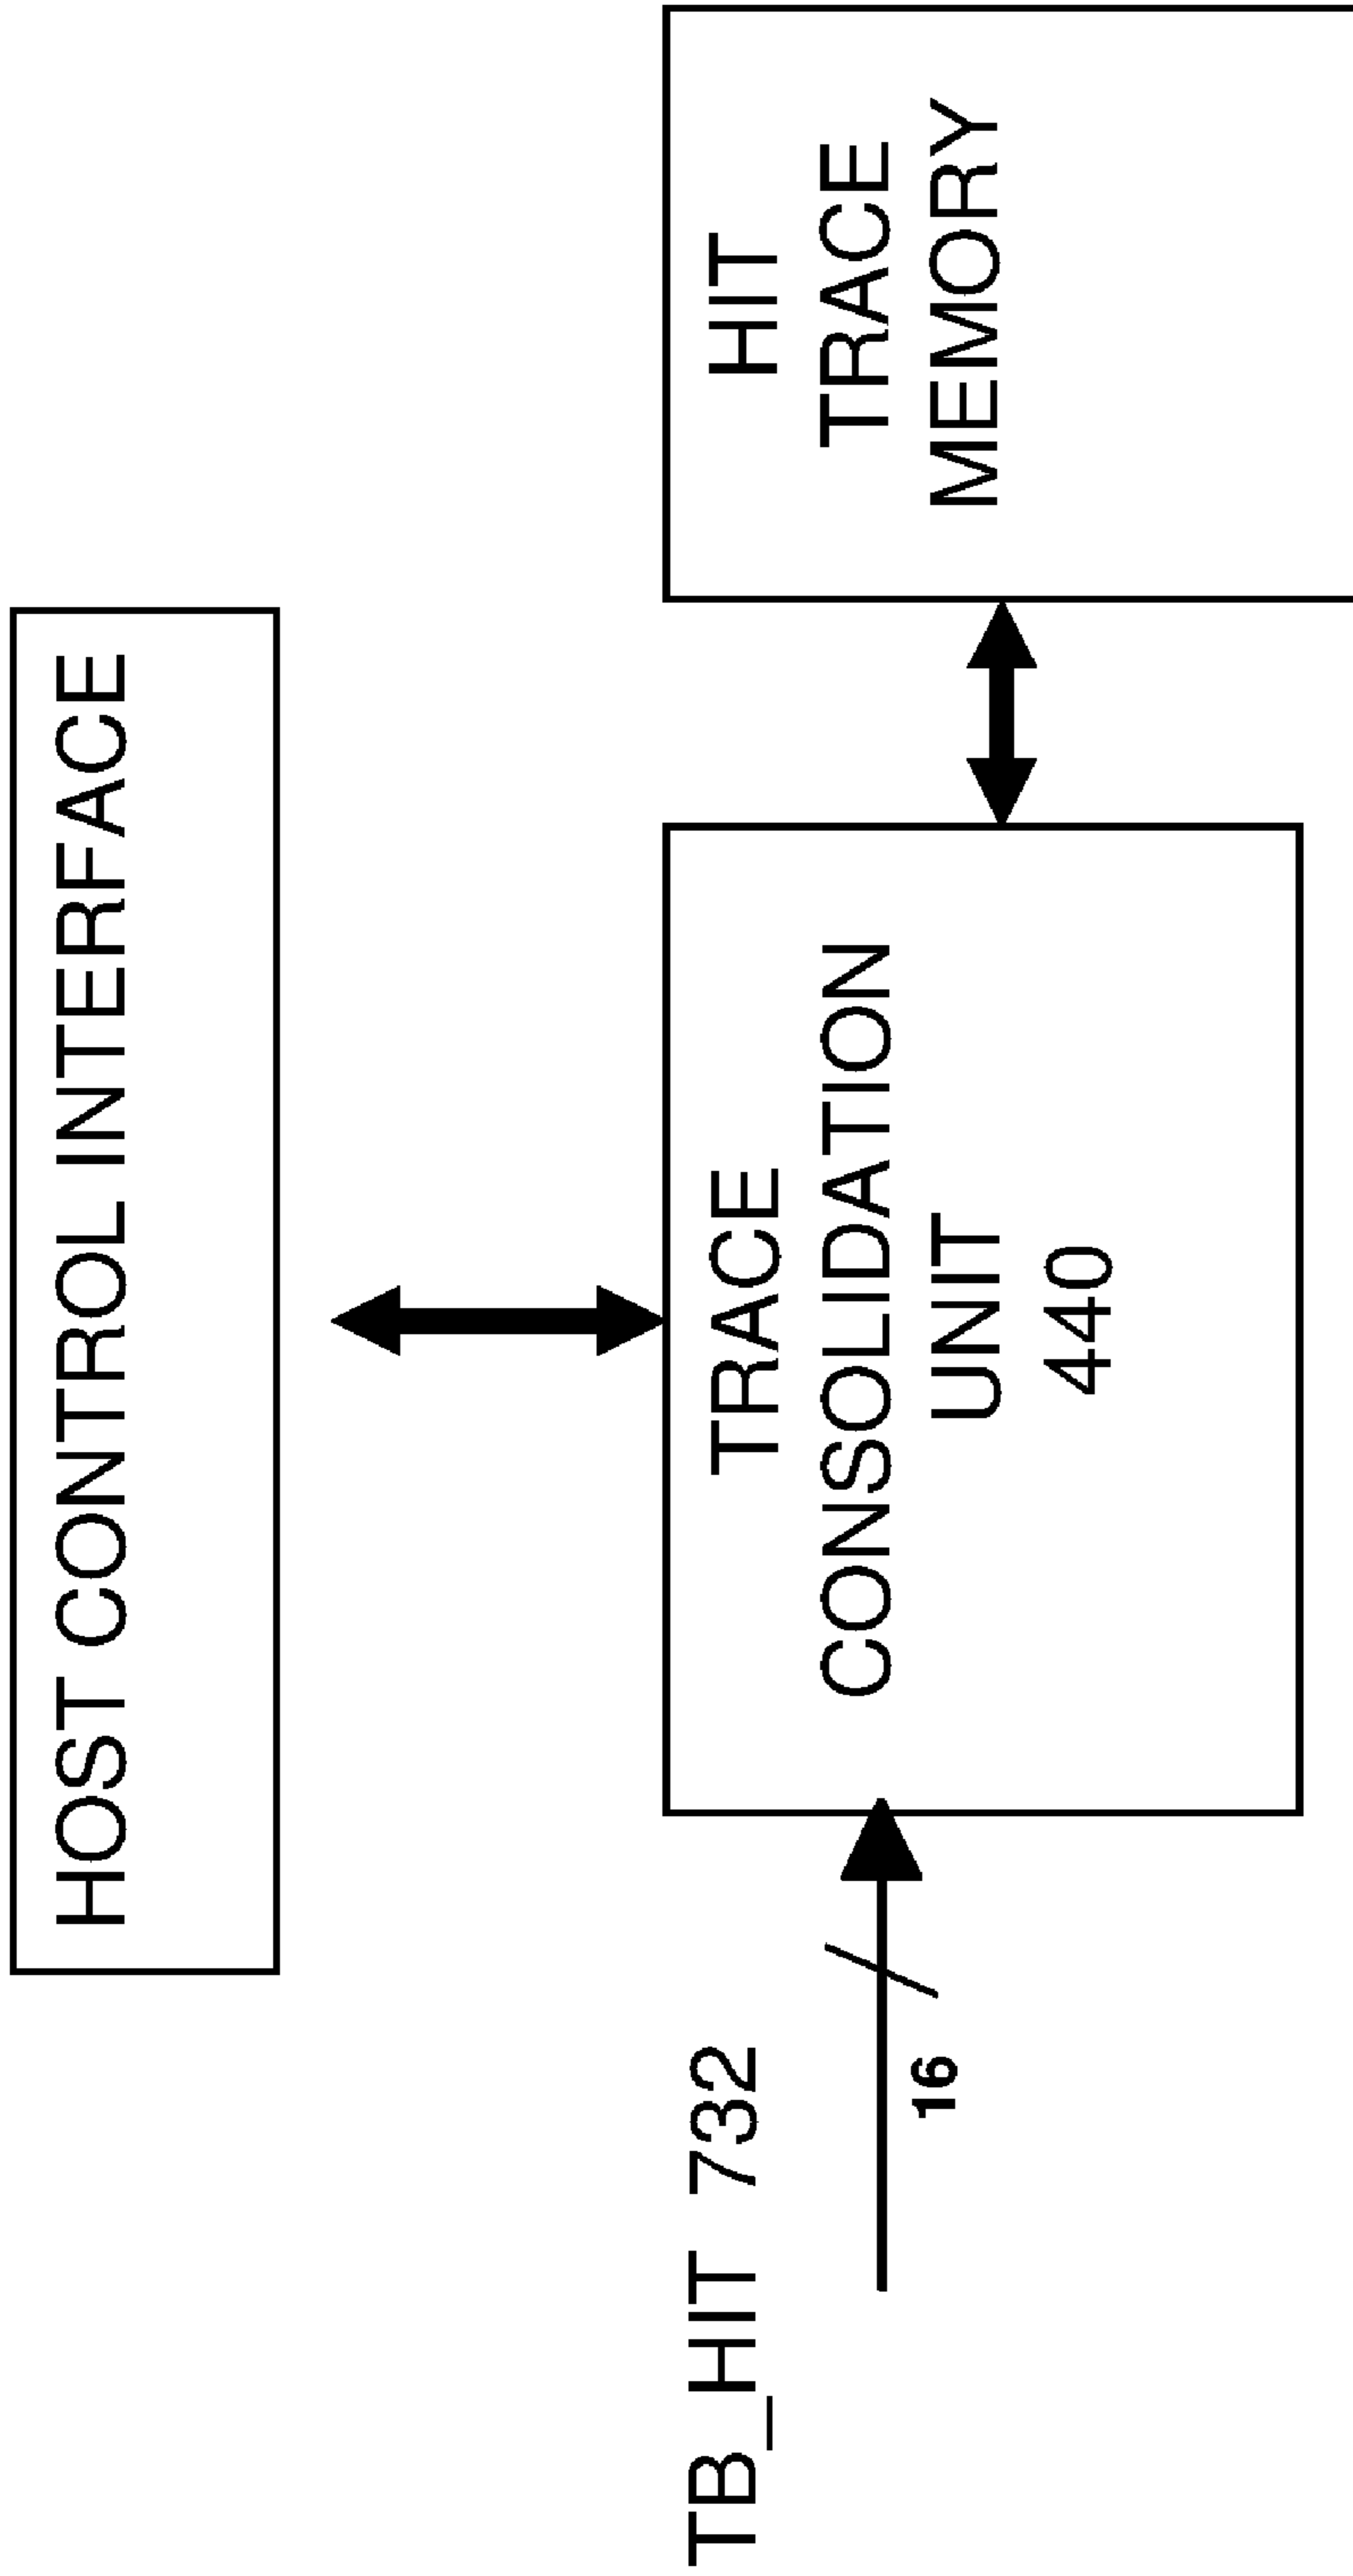 HOST CONTROL INTERFACE
TB_HIT 732
16
TRACE
CONSOLIDATION
UNIT
440
HIT
TRACE
MEMORY